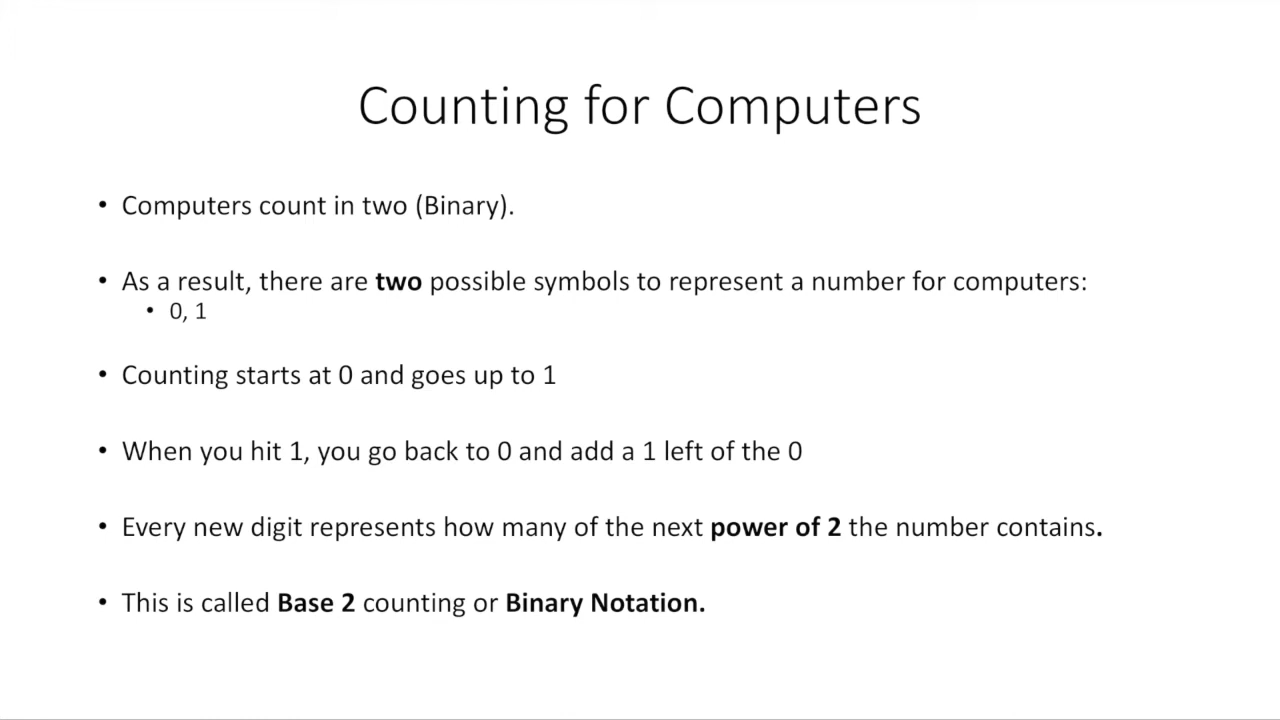 Counting for Computers
• Computers count in two (Binary).
• As a result, there are two possible symbols to represent a number for computers:
• 0, 1
• Counting starts at 0 and goes up to 1
• When you hit 1, you go back to 0 and add a 1 left of the 0
• Every new digit represents how many of the next power of 2 the number contains.
• This is called Base 2 counting or Binary Notation.